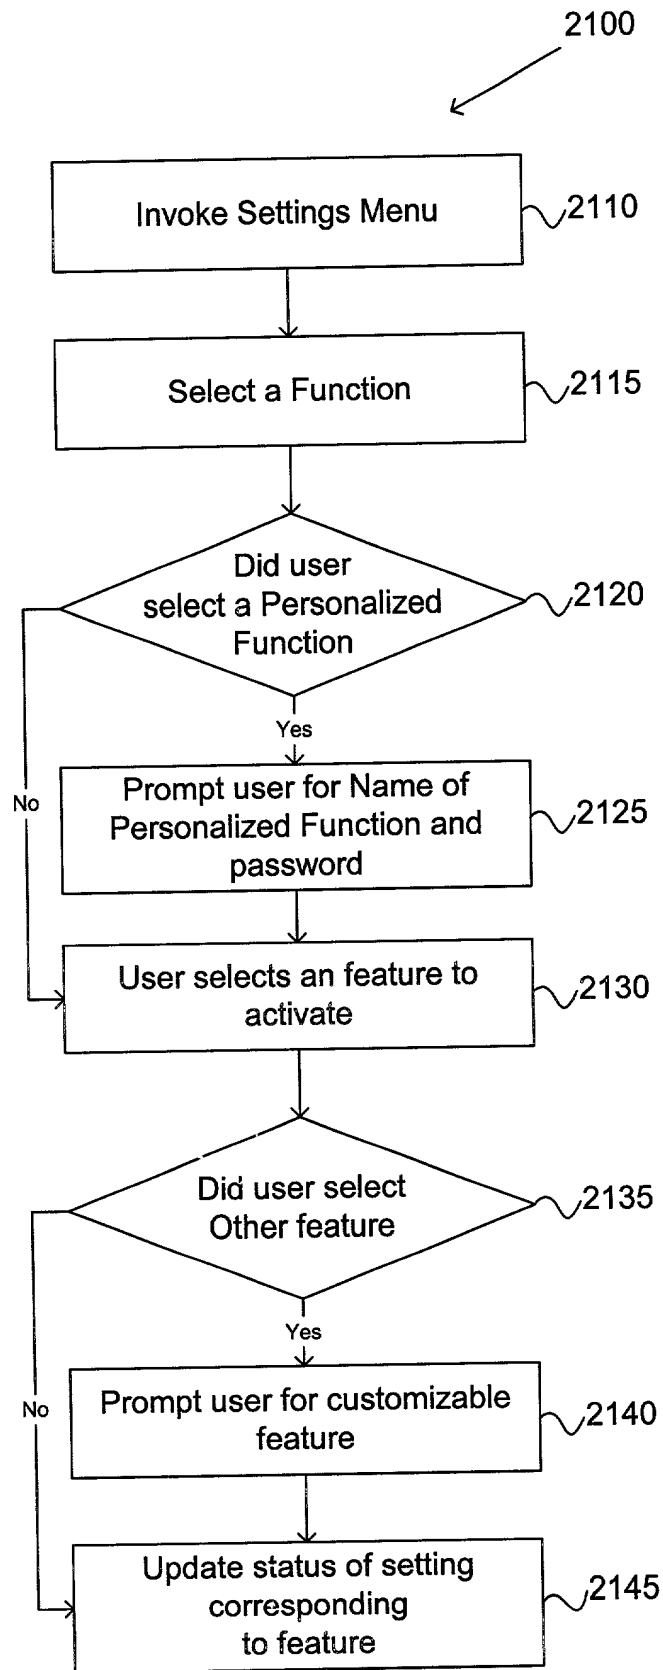 2100
Invoke Settings Menu
2110
Select a Function
2115
Did user
select a Personalized
Function
2120
Yes
No
Prompt user for Name of
Personalized Function and
password
2125
User selects an feature to
activate
2130
Did user select
Other feature
2135
Yes
No
Prompt user for customizable
feature
2140
Update status of setting
corresponding
to feature
2145